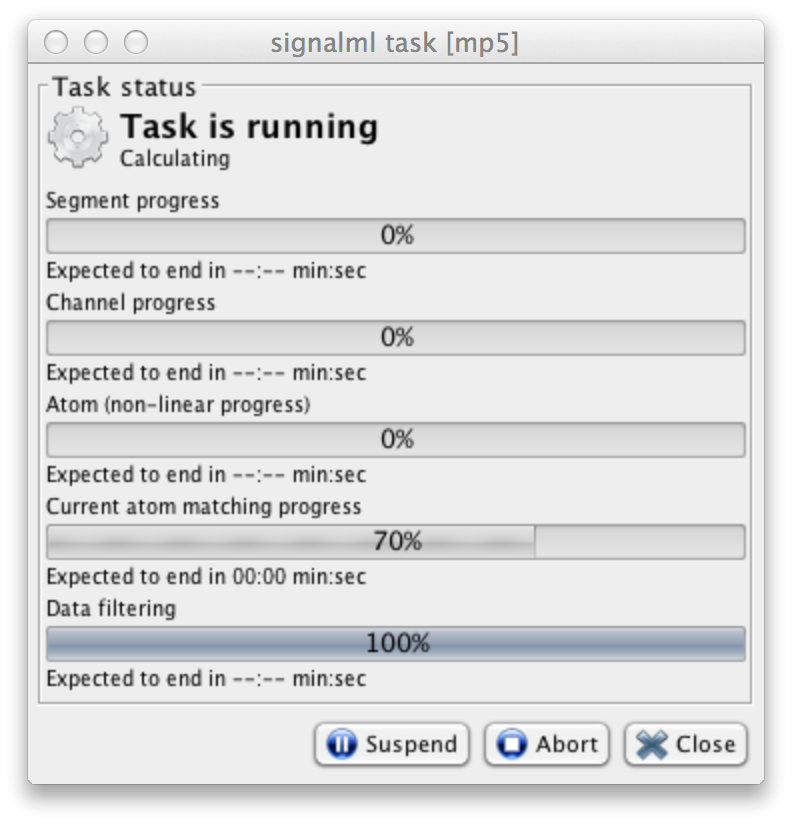 signalml task [mp5]
Task status
Task is running
Calculating
Segment progress
0%
Expected to end in --:-- min:sec
Channel progress
0%
Expected to end in --:-- min:sec
Atom (non-linear progress)
0%
Expected to end in --:-- min:sec
Current atom matching progress
70%
Expected to end in 00:00 min:sec
Data filtering
100%
Expected to end in --:-- min:sec
Suspend Abort Close